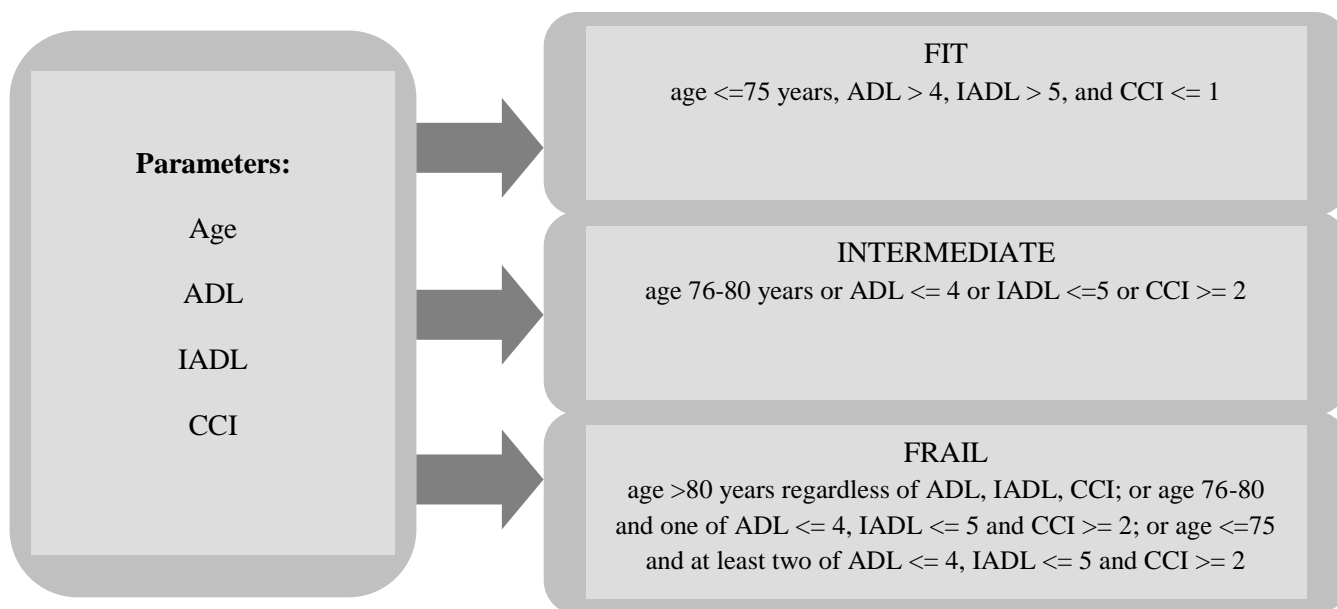 Parameters:
Age
ADL
IADL
CCI
FIT
age <=75 years, ADL > 4, IADL > 5, and CCI <= 1
INTERMEDIATE
age 76-80 years or ADL <= 4 or IADL <=5 or CCI >= 2
FRAIL
age >80 years regardless of ADL, IADL, CCI; or age 76-80
and one of ADL <= 4, IADL <= 5 and CCI >= 2; or age <=75
and at least two of ADL <= 4, IADL <= 5 and CCI >= 2